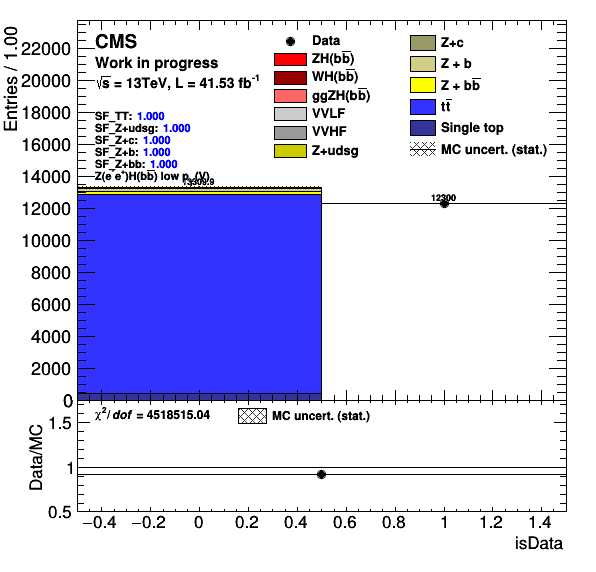 CMS
Work in progress
√s = 13TeV, L = 41.53 fb⁻¹
SF_TT: 1.000
SF_Z+udsg: 1.000
SF_Z+c: 1.000
SF_Z+b: 1.000
SF_Z+bb: 1.000
Z(e⁻e⁺)H(bb̅) low p (V)
Data
ZH(bb̅)
WH(bb̅)
ggZH(bb̅)
VVLF
VVHF
Z+udsg
Z+c
Z + b
Z + bb̅
tt̅
Single top
MC uncert. (stat.)
Entries / 1.00
22000
20000
18000
16000
14000
12000
10000
8000
6000
4000
2000
0
12300
χ²/dof = 4518515.04
MC uncert. (stat.)
Data/MC
1.5
1
0.5
−0.4 −0.2 0 0.2 0.4 0.6 0.8 1 1.2 1.4
isData